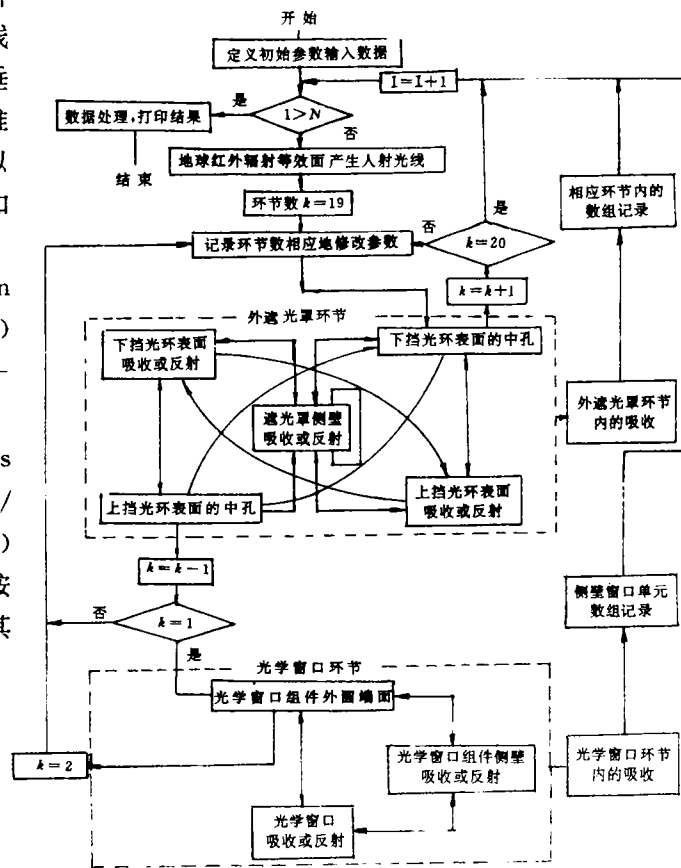 开始
定义初始参数输入数据
I=I+1
是
I>N
数据处理,打印结果
否
结束
地球红外辐射等效面产生入射光线
环节数 k=19
记录环节数相应地修改参数
否
是
k=20
k=k+1
相应环节内的
数组记录
外遮光罩环节
下挡光环表面
吸收或反射
下挡光环表面的中孔
遮光罩侧壁
吸收或反射
外遮光罩环节
内的吸收
上挡光环表面的中孔
上挡光环表面
吸收或反射
k=k-1
否
k=1
是
侧壁窗口单元
数组记录
光学窗口环节
光学窗口组件外圆端面
k=2
光学窗口组件侧壁
吸收或反射
光学窗口环节
内的吸收
光学窗口
吸收或反射
线
垂
准
以
和
n
)
s
/
)
按
其